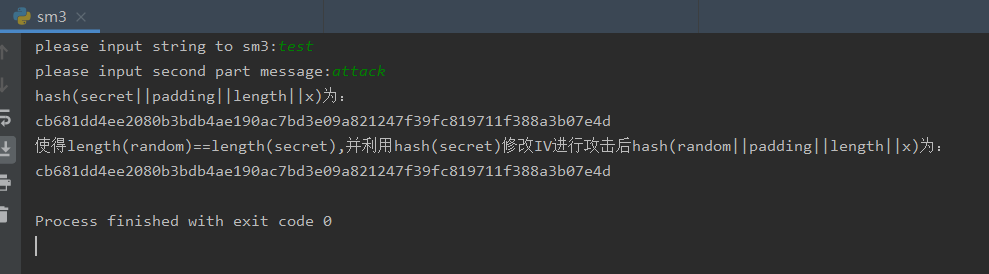 sm3
please input string to sm3:test
please input second part message:attack
hash(secret||padding||length||x)为:
cb681dd4ee2080b3bdb4ae190ac7bd3e09a821247f39fc819711f388a3b07e4d
使得length(random)==length(secret),并利用hash(secret)修改IV进行攻击后hash(random||padding||length||x)为:
cb681dd4ee2080b3bdb4ae190ac7bd3e09a821247f39fc819711f388a3b07e4d
Process finished with exit code 0